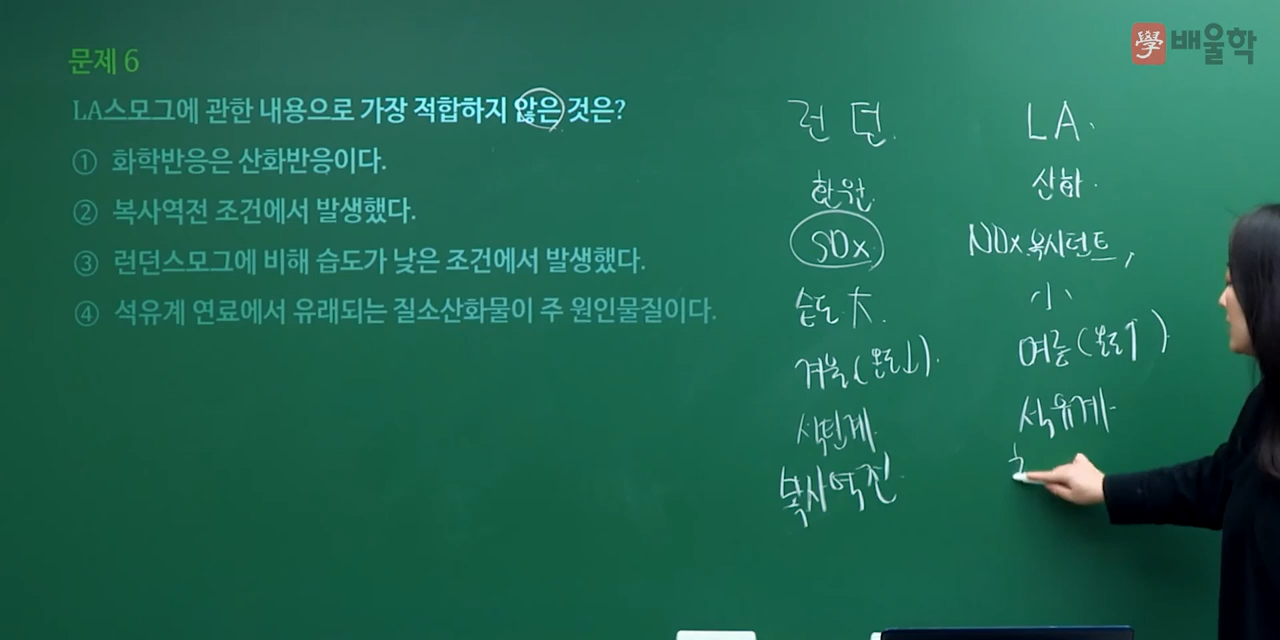 學 배울학
문제 6
LA스모그에 관한 내용으로 가장 적합하지 않은 것은?
① 화학반응은 산화반응이다.
② 복사역전 조건에서 발생했다.
③ 런던스모그에 비해 습도가 낮은 조건에서 발생했다.
④ 석유계 연료에서 유래되는 질소산화물이 주 원인물질이다.
런던. LA.
환원 산화.
SOx NOx.옥시던트,
습도 大. 小
겨울(온도↓). 여름(온도↑)
석탄계. 석유계.
복사역전.